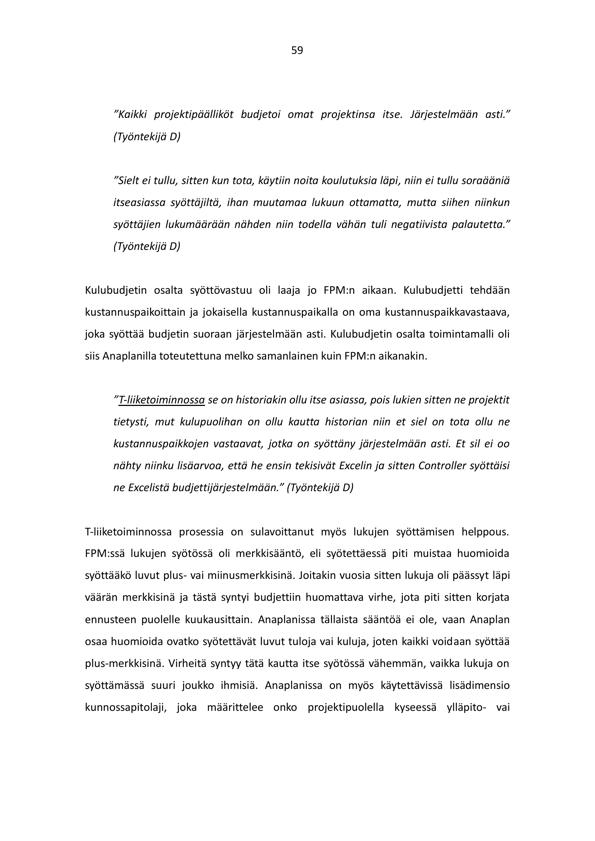 59
”Kaikki projektipäälliköt budjetoi omat projektinsa itse. Järjestelmään asti.”
(Työntekijä D)
”Sielt ei tullu, sitten kun tota, käytiin noita koulutuksia läpi, niin ei tullu soraääniä
itseasiassa syöttäjiltä, ihan muutamaa lukuun ottamatta, mutta siihen niinkun
syöttäjien lukumäärään nähden niin todella vähän tuli negatiivista palautetta.”
(Työntekijä D)
Kulubudjetin osalta syöttövastuu oli laaja jo FPM:n aikaan. Kulubudjetti tehdään
kustannuspaikoittain ja jokaisella kustannuspaikalla on oma kustannuspaikkavastaava,
joka syöttää budjetin suoraan järjestelmään asti. Kulubudjetin osalta toimintamalli oli
siis Anaplanilla toteutettuna melko samanlainen kuin FPM:n aikanakin.
”T-liiketoiminnossa se on historiakin ollu itse asiassa, pois lukien sitten ne projektit
tietysti, mut kulupuolihan on ollu kautta historian niin et siel on tota ollu ne
kustannuspaikkojen vastaavat, jotka on syöttäny järjestelmään asti. Et sil ei oo
nähty niinku lisäarvoa, että he ensin tekisivät Excelin ja sitten Controller syöttäisi
ne Excelistä budjettijärjestelmään.” (Työntekijä D)
T-liiketoiminnossa prosessia on sulavoittanut myös lukujen syöttämisen helppous.
FPM:ssä lukujen syötössä oli merkkisääntö, eli syötettäessä piti muistaa huomioida
syöttääkö luvut plus- vai miinusmerkkisinä. Joitakin vuosia sitten lukuja oli päässyt läpi
väärän merkkisinä ja tästä syntyi budjettiin huomattava virhe, jota piti sitten korjata
ennusteen puolelle kuukausittain. Anaplanissa tällaista sääntöä ei ole, vaan Anaplan
osaa huomioida ovatko syötettävät luvut tuloja vai kuluja, joten kaikki voidaan syöttää
plus-merkkisinä. Virheitä syntyy tätä kautta itse syötössä vähemmän, vaikka lukuja on
syöttämässä suuri joukko ihmisiä. Anaplanissa on myös käytettävissä lisädimensio
kunnossapitolaji, joka määrittelee onko projektipuolella kyseessä ylläpito- vai